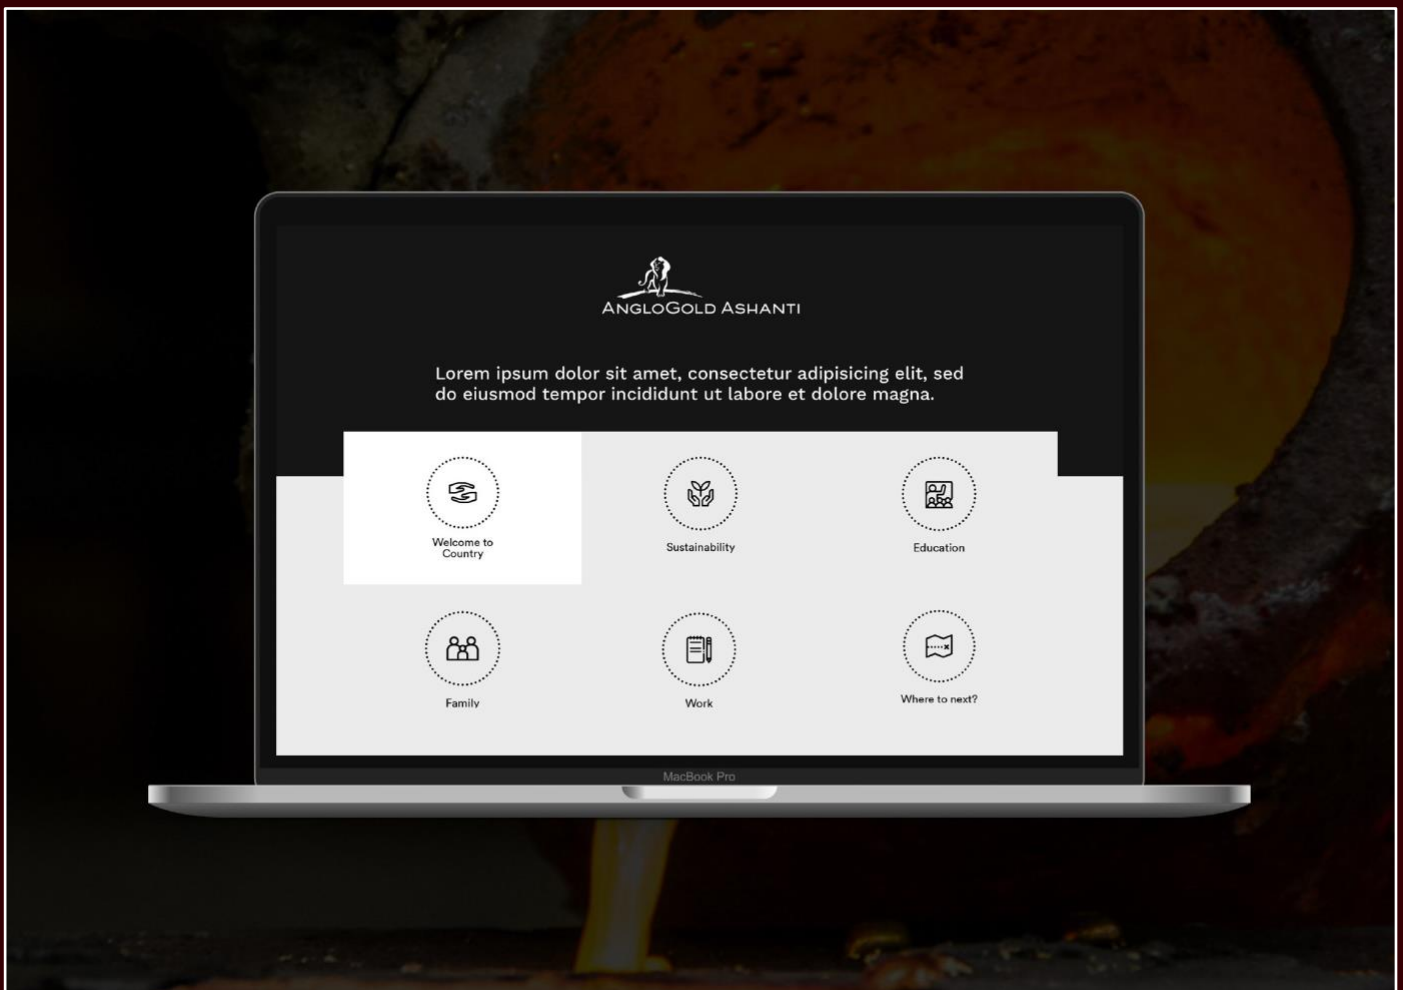 ANGLOGOLD ASHANTI
Lorem ipsum dolor sit amet, consectetur adipisicing elit, sed
do eiusmod tempor incididunt ut labore et dolore magna.
Welcome to
Country
Sustainability
Education
Family
Work
Where to next?
MacBook Pro